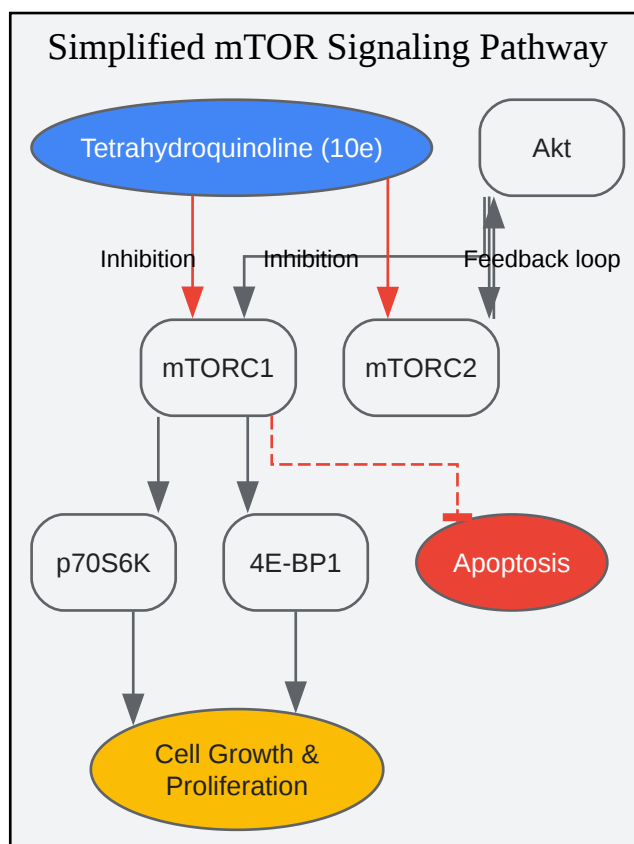 Simplified mTOR Signaling Pathway
Tetrahydroquinoline (10e)
Akt
Inhibition
Inhibition
Feedback loop
mTORC1
mTORC2
p70S6K
4E-BP1
Apoptosis
Cell Growth &
Proliferation